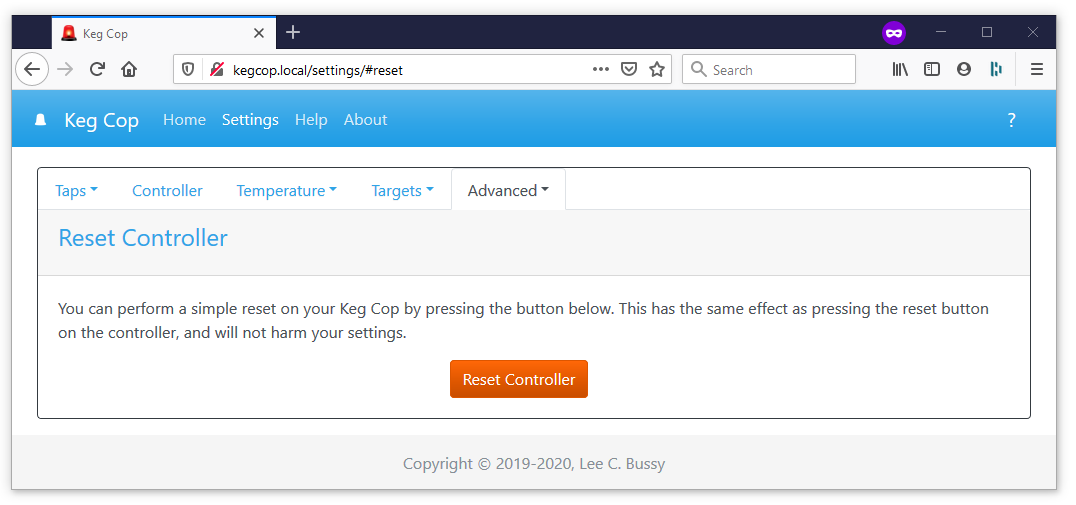 Keg Cop
kegcop.local/settings/#reset
Search
Keg Cop Home Settings Help About ?
Taps Controller Temperature Targets Advanced
Reset Controller
You can perform a simple reset on your Keg Cop by pressing the button below. This has the same effect as pressing the reset button
on the controller, and will not harm your settings.
Reset Controller
Copyright © 2019-2020, Lee C. Bussy